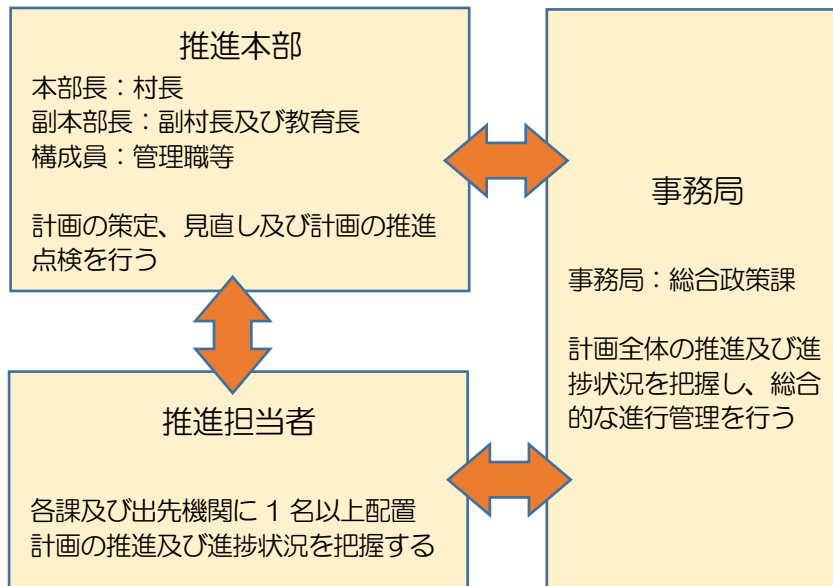 推進本部
本部長：村長
副本部長：副村長及び教育長
構成員：管理職等
計画の策定、見直し及び計画の推進
点検を行う
推進担当者
各課及び出先機関に 1 名以上配置
計画の推進及び進捗状況を把握する
事務局
事務局：総合政策課
計画全体の推進及び進
捗状況を把握し、総合
的な進行管理を行う